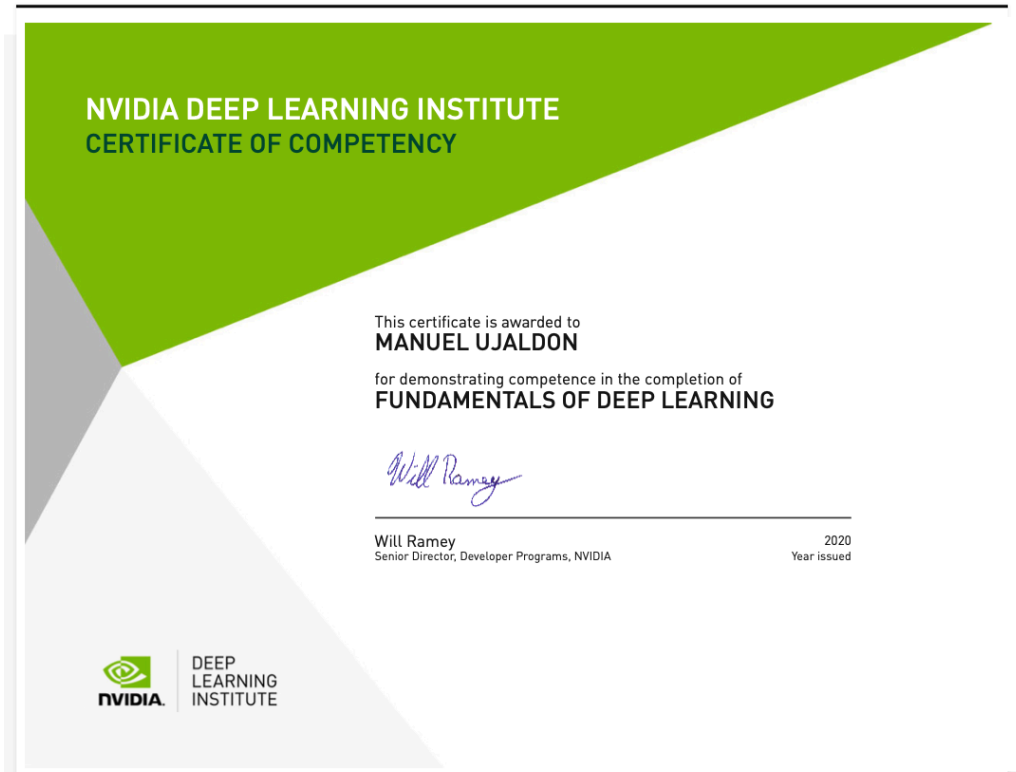 NVIDIA DEEP LEARNING INSTITUTE
CERTIFICATE OF COMPETENCY
This certificate is awarded to
MANUEL UJALDON
for demonstrating competence in the completion of
FUNDAMENTALS OF DEEP LEARNING
Will Ramey
Will Ramey
Senior Director, Developer Programs, NVIDIA
2020
Year issued
NVIDIA.
DEEP
LEARNING
INSTITUTE